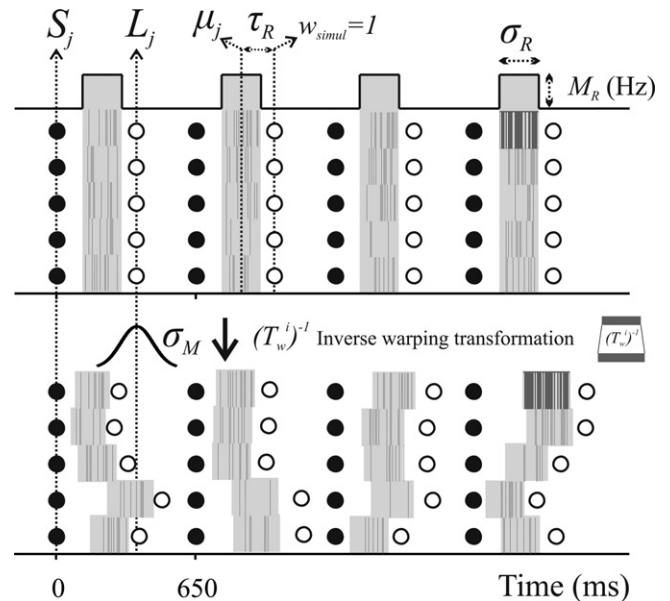 S_j L_j μ_j τ_R w_simul=1 σ_R
M_R (Hz)
σ_M (T_w^i)^-1 Inverse warping transformation (T_w^i)^-1
0 650 Time (ms)